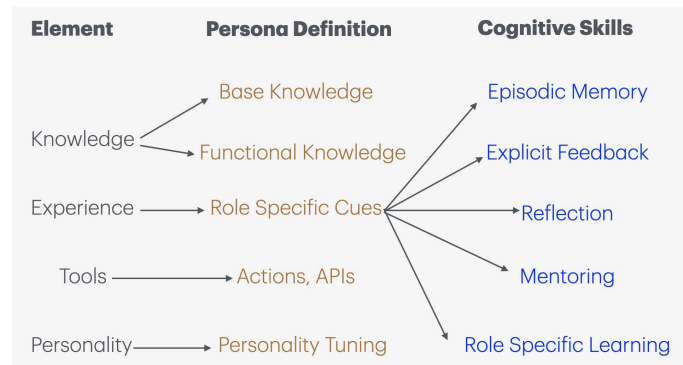 Element Persona Definition Cognitive Skills
Base Knowledge Episodic Memory
Knowledge
Functional Knowledge Explicit Feedback
Experience Role Specific Cues Reflection
Tools Actions, APIs Mentoring
Personality Personality Tuning Role Specific Learning